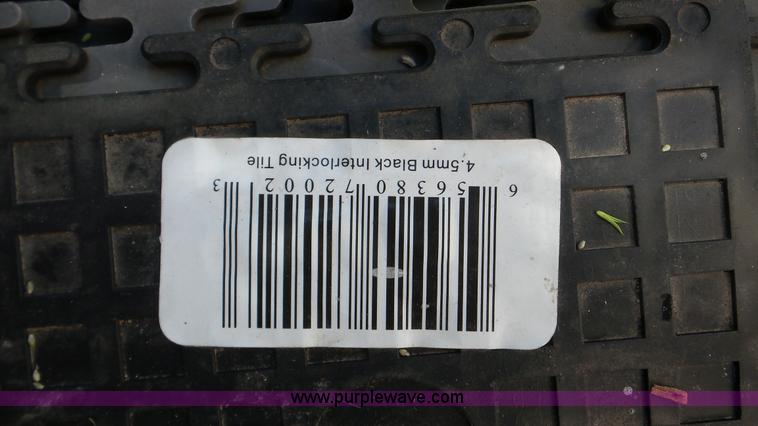 4.5mm Black Interlocking Tile
6 56380 72002 3
www.purplewave.com